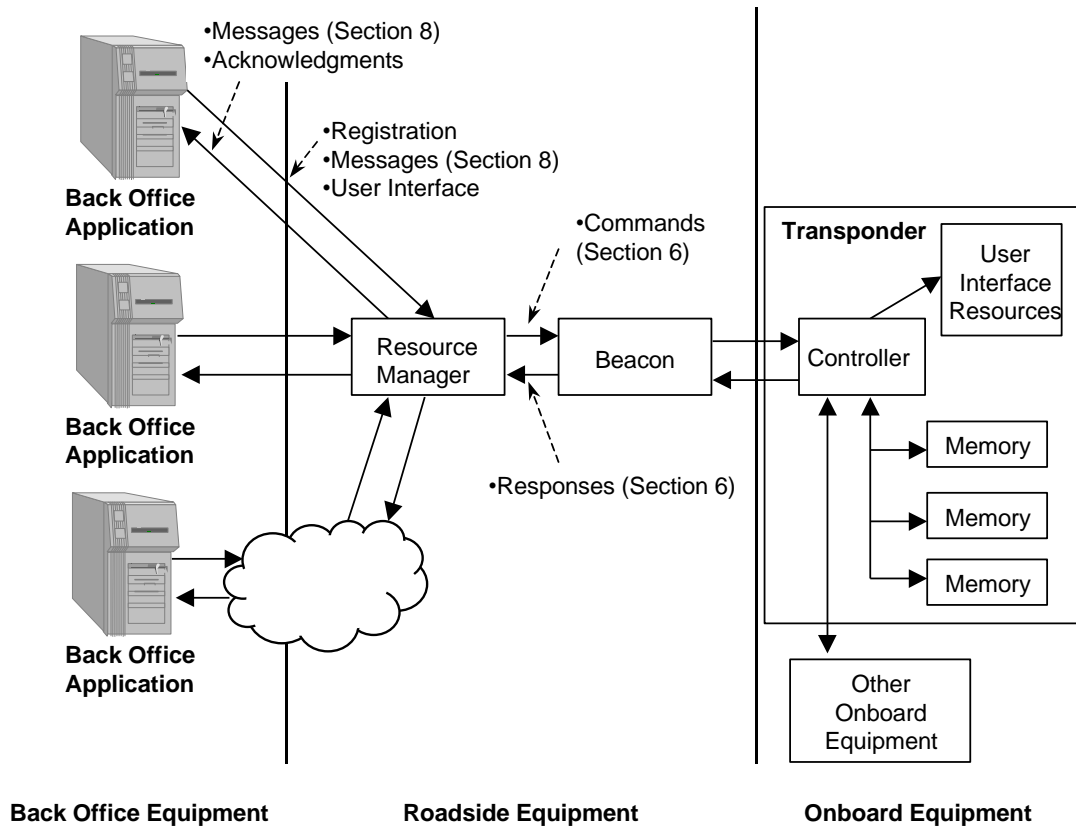 •Messages (Section 8)
•Acknowledgments
•Registration
•Messages (Section 8)
•User Interface
Back Office
Application
•Commands
(Section 6)
Transponder
User
Interface
Resources
Resource
Manager
Beacon
Controller
Back Office
Application
Memory
•Responses (Section 6)
Memory
Memory
Back Office
Application
Other
Onboard
Equipment
Back Office Equipment
Roadside Equipment
Onboard Equipment